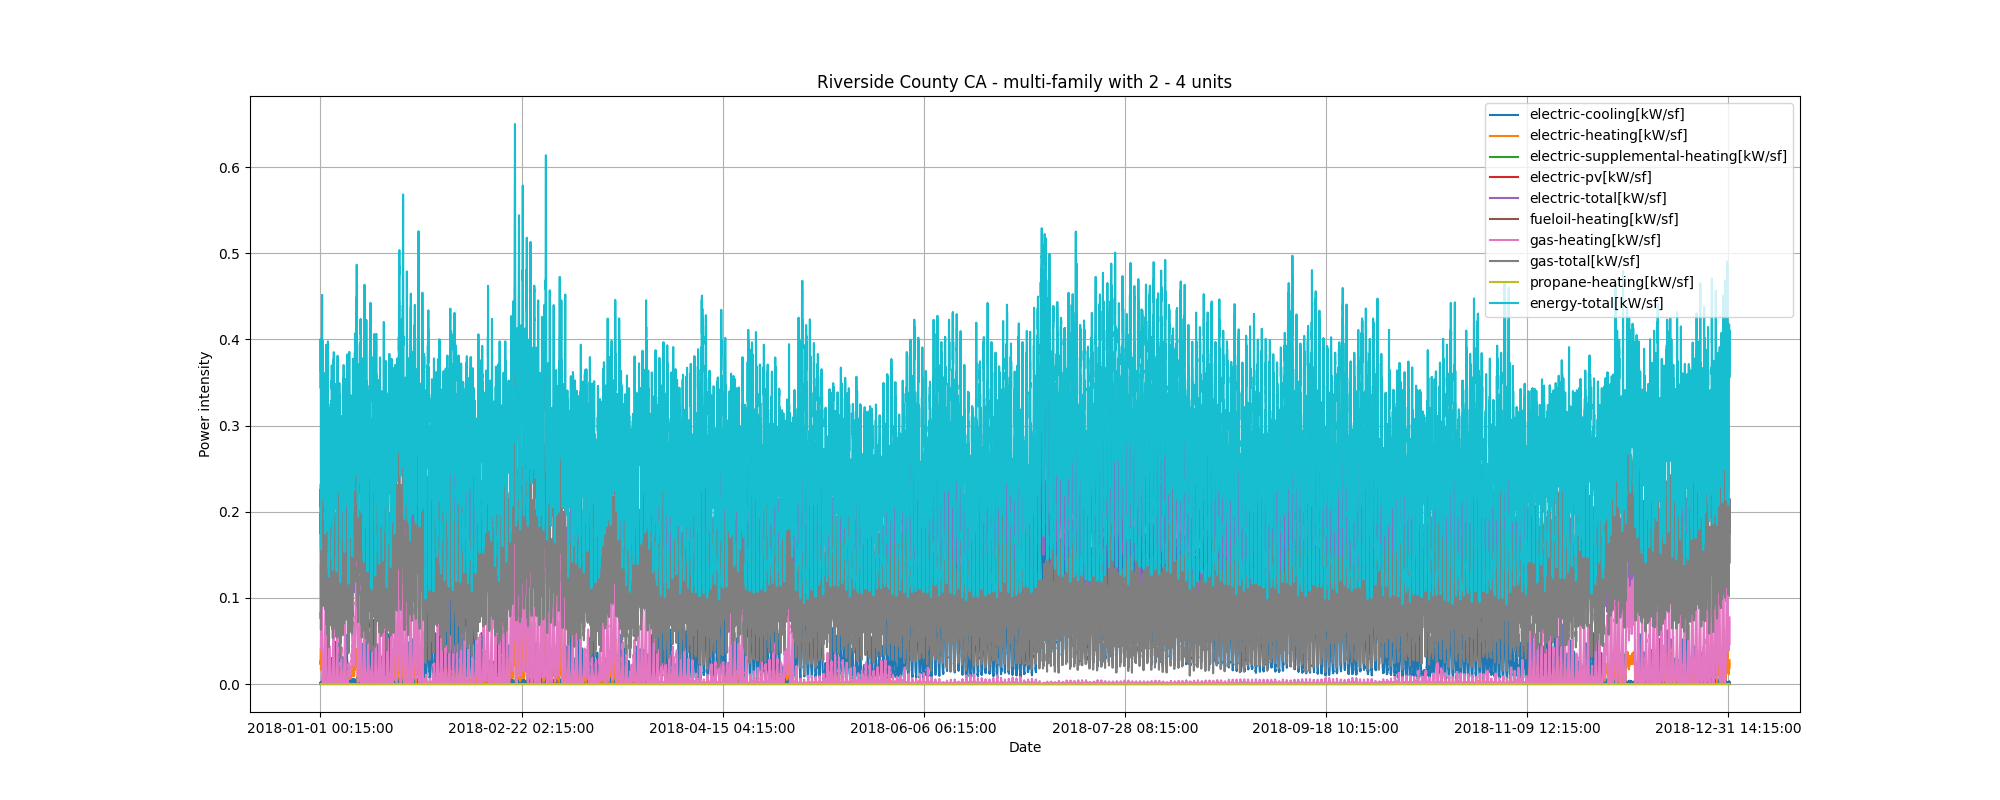 Riverside County CA - multi-family with 2 - 4 units
electric-cooling[kW/sf]
electric-heating[kW/sf]
electric-supplemental-heating[kW/sf]
electric-pv[kW/sf]
electric-total[kW/sf]
fueloil-heating[kW/sf]
gas-heating[kW/sf]
gas-total[kW/sf]
propane-heating[kW/sf]
energy-total[kW/sf]
Power intensity
0.6
0.5
0.4
0.3
0.2
0.1
0.0
2018-01-01 00:15:00
2018-02-22 02:15:00
2018-04-15 04:15:00
2018-06-06 06:15:00
2018-07-28 08:15:00
2018-09-18 10:15:00
2018-11-09 12:15:00
2018-12-31 14:15:00
Date